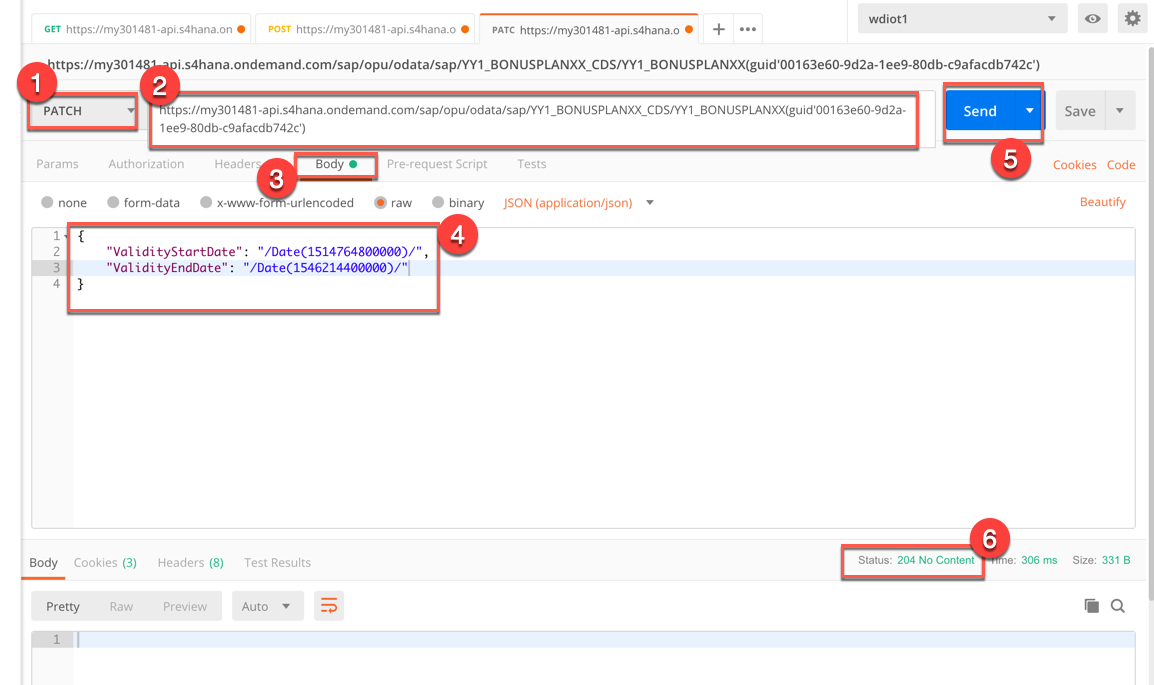 GET https://my301481-api.s4hana.on
POST https://my301481-api.s4hana.o
PATC https://my301481-api.s4hana.o
+
wdiot1
https://my301481-api.s4hana.ondemand.com/sap/opu/odata/sap/YY1_BONUSPLANXX_CDS/YY1_BONUSPLANXX(guid'00163e60-9d2a-1ee9-80db-c9afacdb742c')
1
2
PATCH
https://my301481-api.s4hana.ondemand.com/sap/opu/odata/sap/YY1_BONUSPLANXX_CDS/YY1_BONUSPLANXX(guid'00163e60-9d2a-
1ee9-80db-c9afacdb742c')
Send
Save
Params
Authorization
Headers
3
Body
Pre-request Script
Tests
5
Cookies
Code
none
form-data
x-www-form-urlencoded
raw
binary
JSON (application/json)
Beautify
4
1 {
2 "ValidityStartDate": "/Date(1514764800000)/",
3 "ValidityEndDate": "/Date(1546214400000)/"
4 }
6
Body
Cookies (3)
Headers (8)
Test Results
Status: 204 No Content
Time: 306 ms
Size: 331 B
Pretty
Raw
Preview
Auto
1